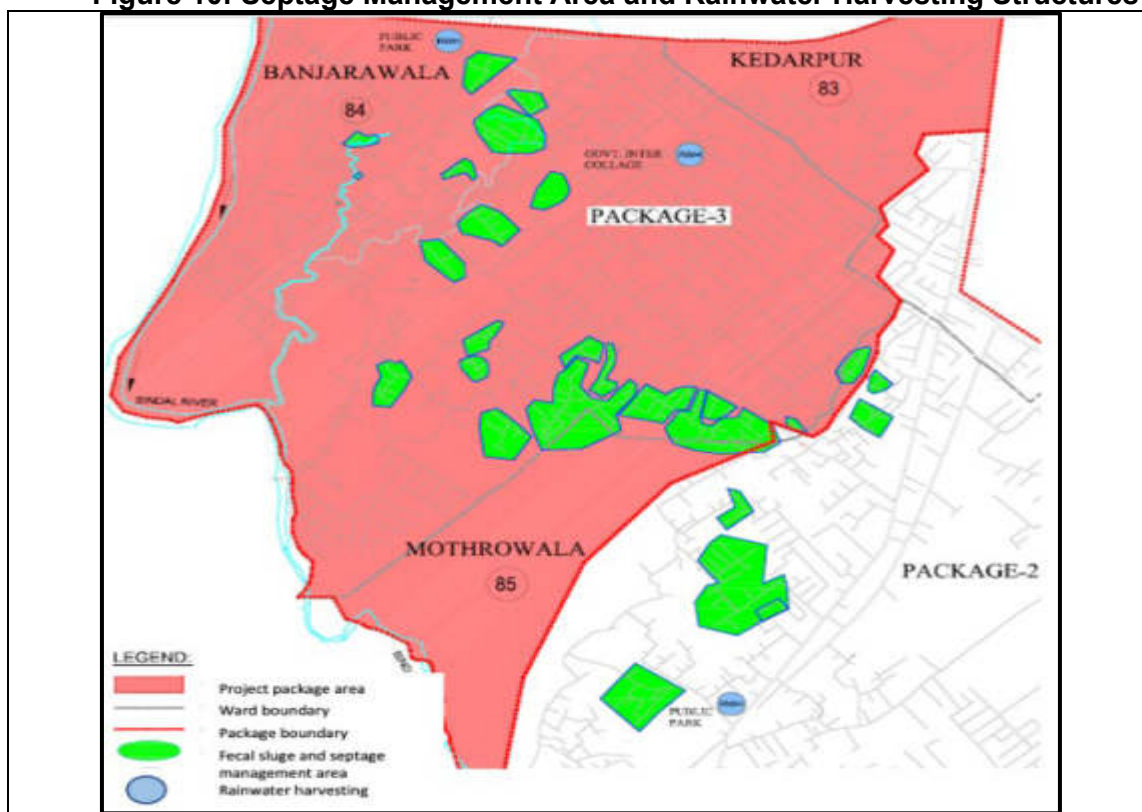 Figure 10: Septage Management Area and Rainwater Harvesting Structures
PUBLIC
PARK
BANJARAWALA
84
KEDARPUR
83
GOVT. INTER
COLLAGE
PACKAGE-3
BINDAL RIVER
MOTHROWALA
85
PACKAGE-2
BIND
PUBLIC
PARK
LEGEND:
Project package area
Ward boundary
Package boundary
Fecal sluge and septage
management area
Rainwater harvesting